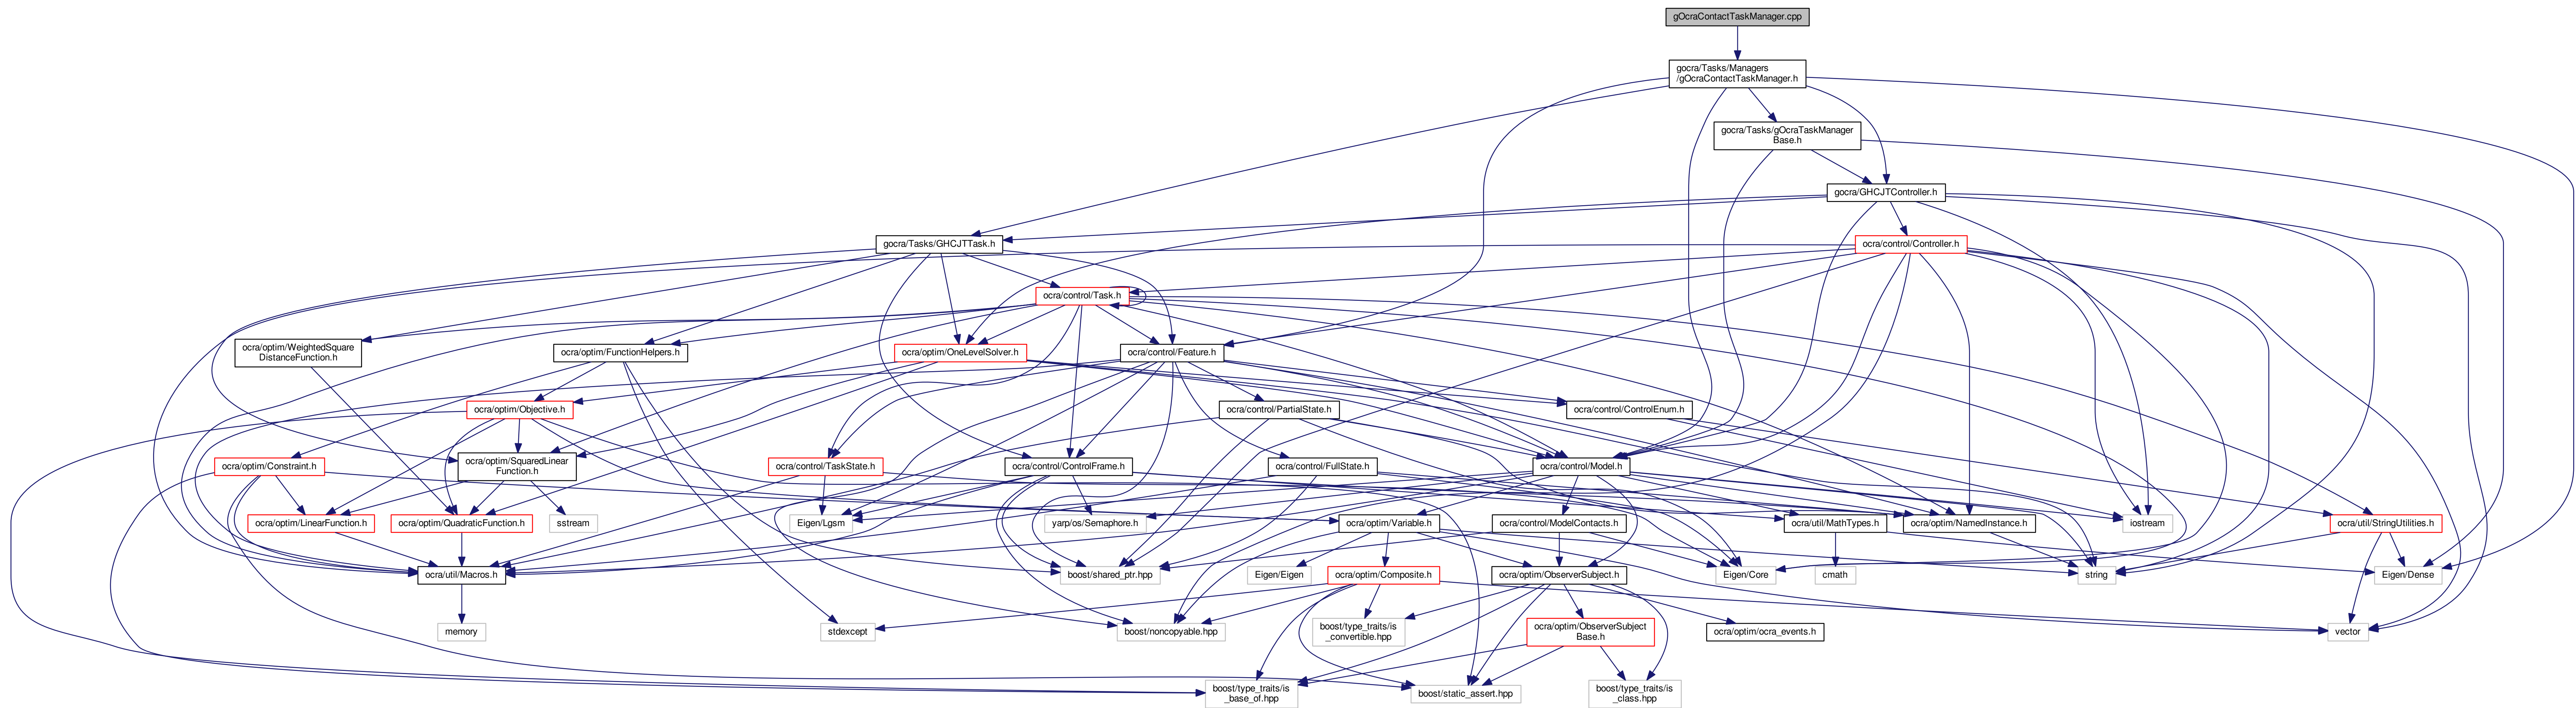 gOcraContactTaskManager.cpp
gocra/Tasks/Managers
/gOcraContactTaskManager.h
gocra/Tasks/gOcraTaskManager
Base.h
gocra/GHCJTController.h
gocra/Tasks/GHCJTTask.h
ocra/control/Controller.h
ocra/control/Task.h
ocra/optim/WeightedSquare
DistanceFunction.h
ocra/optim/FunctionHelpers.h
ocra/optim/OneLevelSolver.h
ocra/control/Feature.h
ocra/optim/Objective.h
ocra/control/PartialState.h
ocra/control/ControlEnum.h
ocra/optim/Constraint.h
ocra/optim/SquaredLinear
Function.h
ocra/control/TaskState.h
ocra/control/ControlFrame.h
ocra/control/FullState.h
ocra/control/Model.h
ocra/optim/LinearFunction.h
ocra/optim/QuadraticFunction.h
sstream
Eigen/Lgsm
yarp/os/Semaphore.h
ocra/optim/Variable.h
ocra/control/ModelContacts.h
ocra/util/MathTypes.h
ocra/optim/NamedInstance.h
iostream
ocra/util/StringUtilities.h
ocra/util/Macros.h
boost/shared_ptr.hpp
Eigen/Eigen
ocra/optim/Composite.h
ocra/optim/ObserverSubject.h
Eigen/Core
cmath
string
Eigen/Dense
memory
stdexcept
boost/noncopyable.hpp
boost/type_traits/is
_convertible.hpp
ocra/optim/ObserverSubject
Base.h
ocra/optim/ocra_events.h
vector
boost/type_traits/is
_base_of.hpp
boost/static_assert.hpp
boost/type_traits/is
_class.hpp